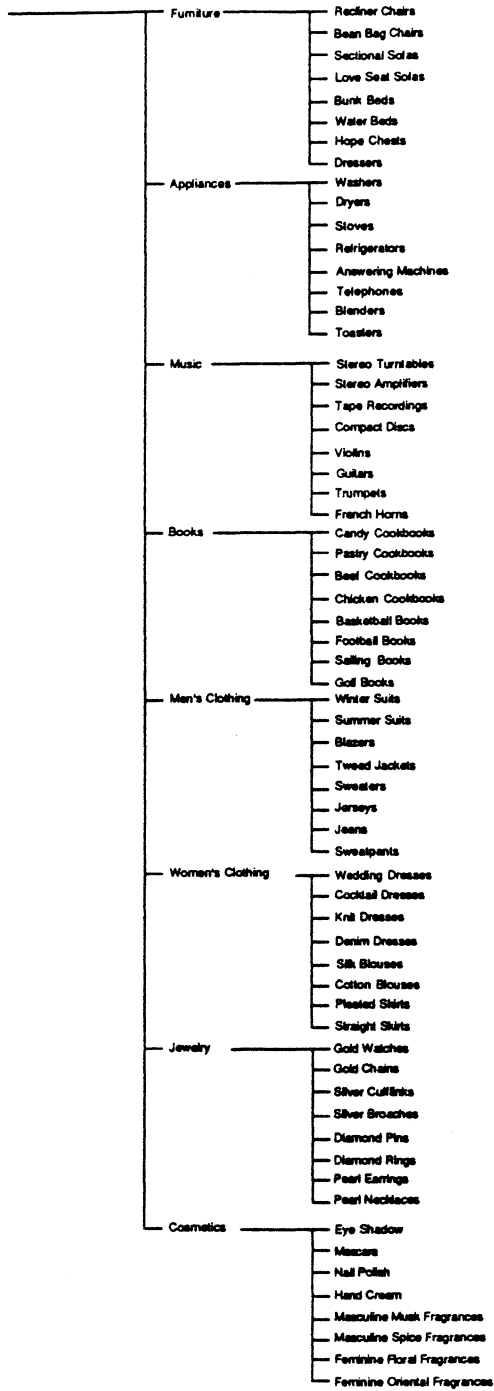 Furniture
Recliner Chairs
Bean Bag Chairs
Sectional Sofas
Love Seat Sofas
Bunk Beds
Water Beds
Hope Chests
Dressers
Appliances
Washers
Dryers
Stoves
Refrigerators
Answering Machines
Telephones
Blenders
Toasters
Music
Stereo Turntables
Stereo Amplifiers
Tape Recordings
Compact Discs
Violins
Guitars
Trumpets
French Horns
Books
Candy Cookbooks
Pastry Cookbooks
Beef Cookbooks
Chicken Cookbooks
Basketball Books
Football Books
Sailing Books
Golf Books
Men's Clothing
Winter Suits
Summer Suits
Blazers
Tweed Jackets
Sweaters
Jerseys
Jeans
Sweatpants
Women's Clothing
Wedding Dresses
Cocktail Dresses
Knit Dresses
Denim Dresses
Silk Blouses
Cotton Blouses
Pleated Skirts
Straight Skirts
Jewelry
Gold Watches
Gold Chains
Silver Cufflinks
Silver Broaches
Diamond Pins
Diamond Rings
Pearl Earrings
Pearl Necklaces
Cosmetics
Eye Shadow
Mascara
Nail Polish
Hand Cream
Masculine Musk Fragrances
Masculine Spice Fragrances
Feminine Floral Fragrances
Feminine Oriental Fragrances